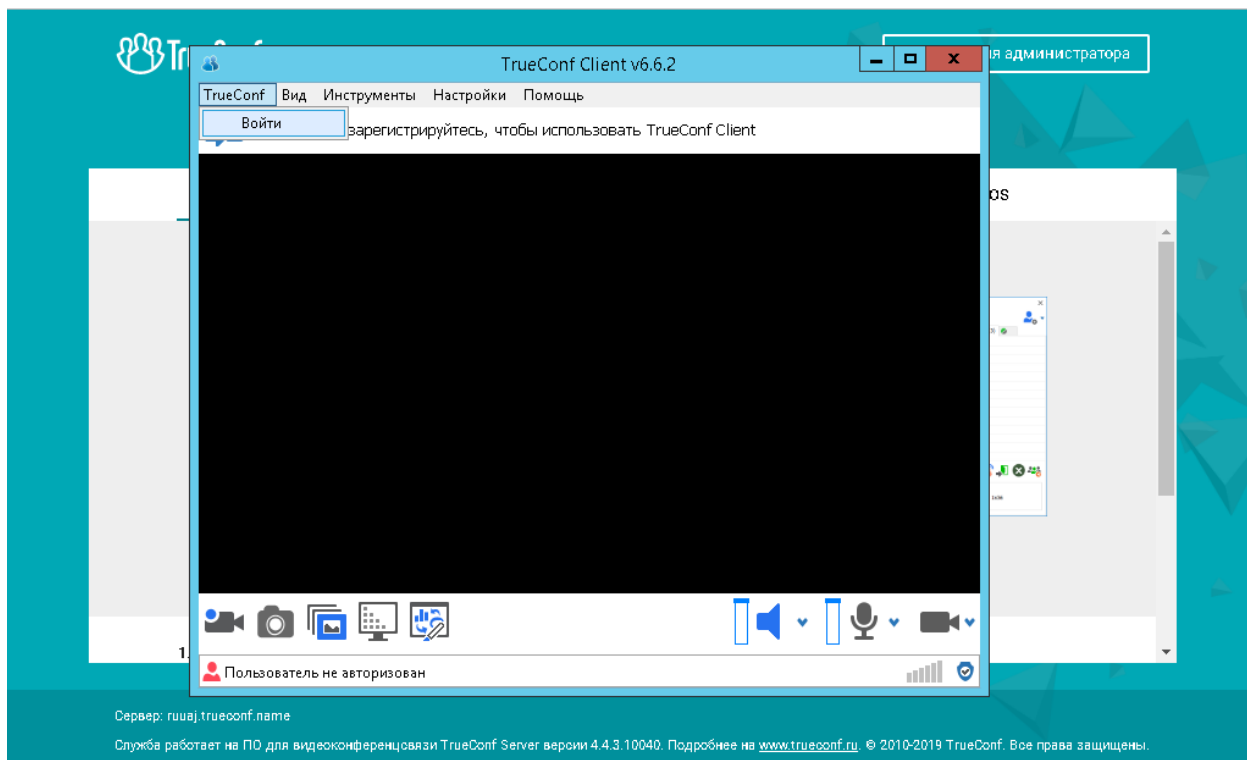 TrueConf Client v6.6.2
я администратора
TrueConf Вид Инструменты Настройки Помощь
Войти
зарегистрируйтесь, чтобы использовать TrueConf Client
os
1.
Пользователь не авторизован
Сервер: ruuaj.trueconf.name
Служба работает на ПО для видеоконференцсвязи TrueConf Server версии 4.4.3.10040. Подробнее на www.trueconf.ru. © 2010-2019 TrueConf. Все права защищены.